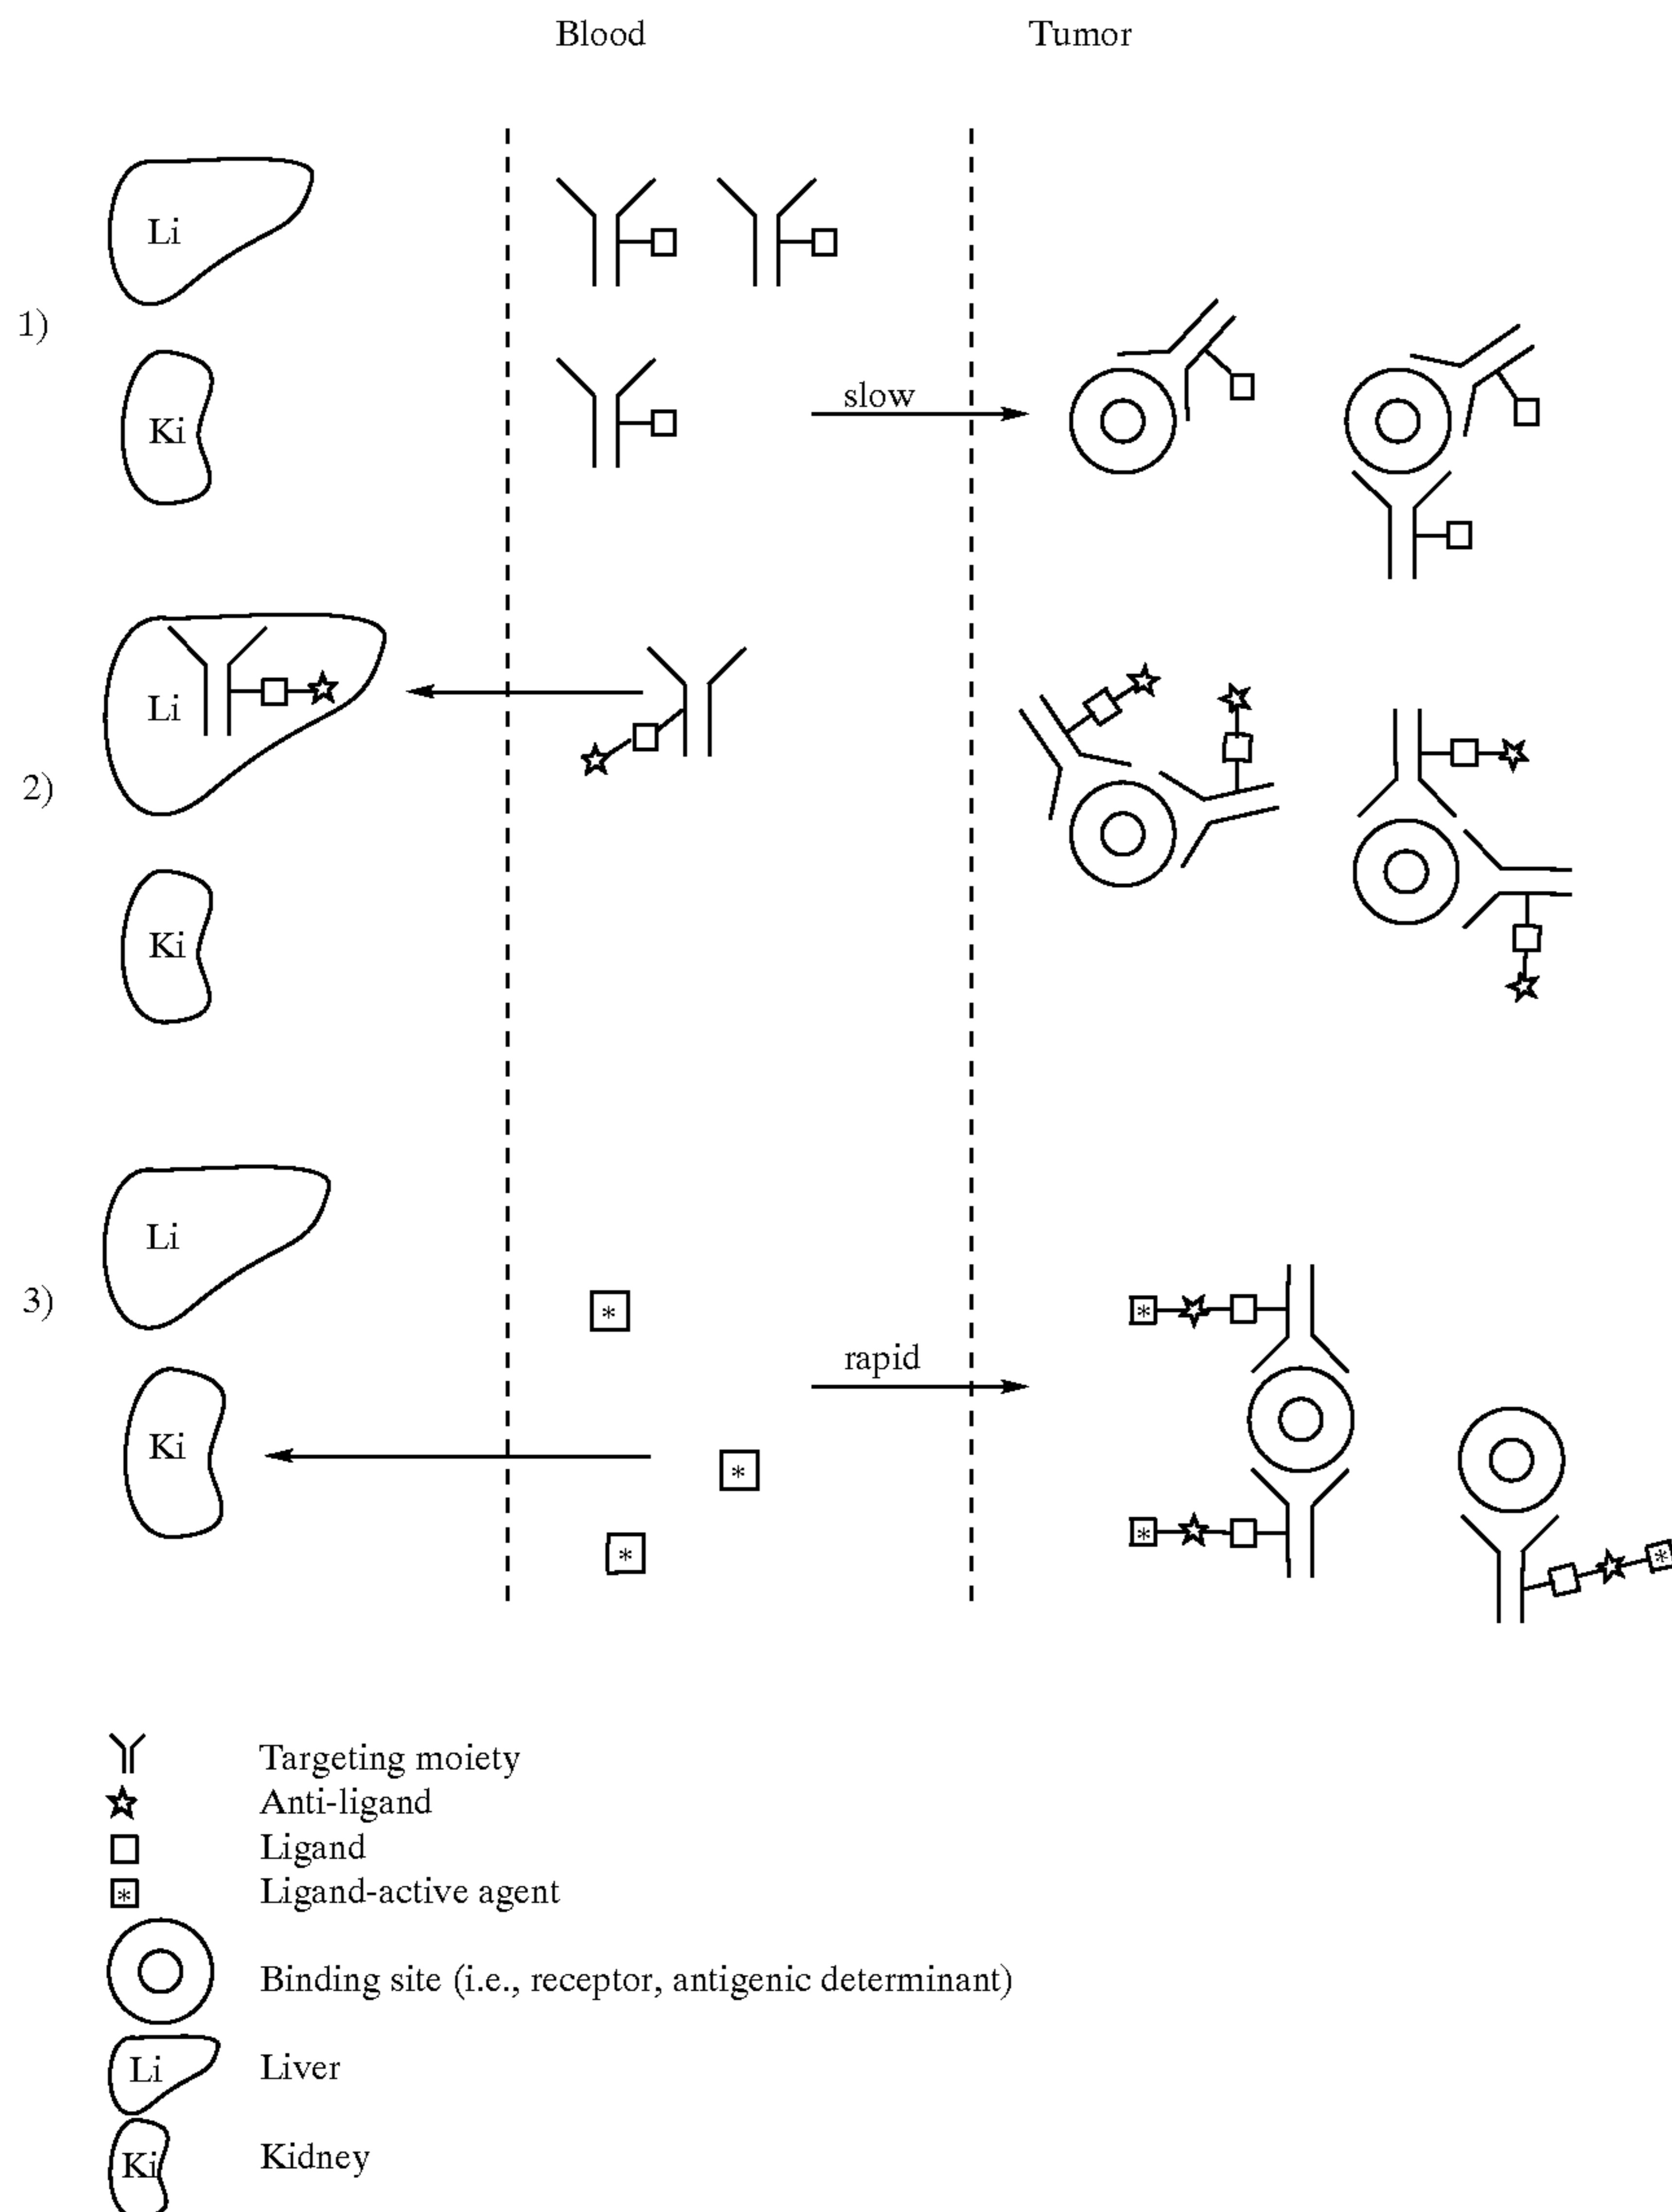 Blood Tumor
Li
1)
Ki
slow
Li
2)
Ki
Li
3)
*
rapid
*
Ki
*
*
*
*
Targeting moiety
Anti-ligand
Ligand
* Ligand-active agent
Binding site (i.e., receptor, antigenic determinant)
Li Liver
Ki Kidney